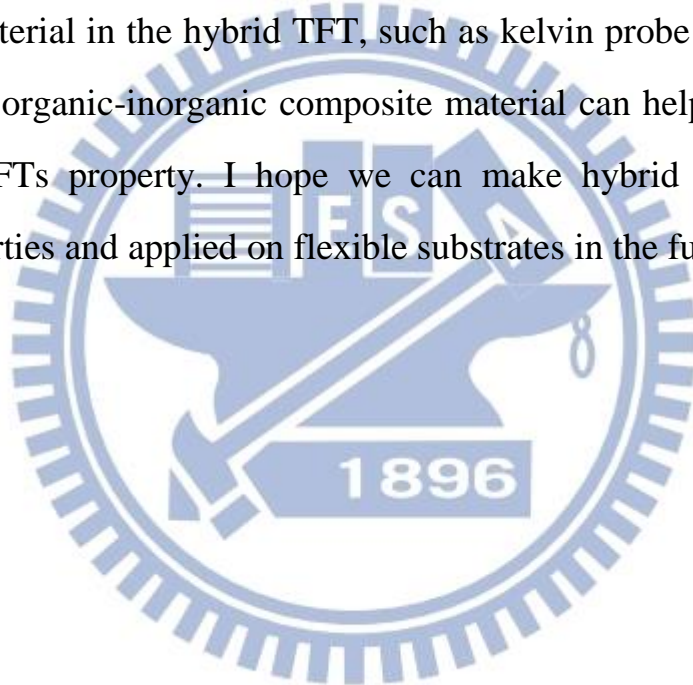 terial in the hybrid TFT, such as kelvin probe
organic-inorganic composite material can help
FTs property. I hope we can make hybrid
rties and applied on flexible substrates in the fu
E S A
1896